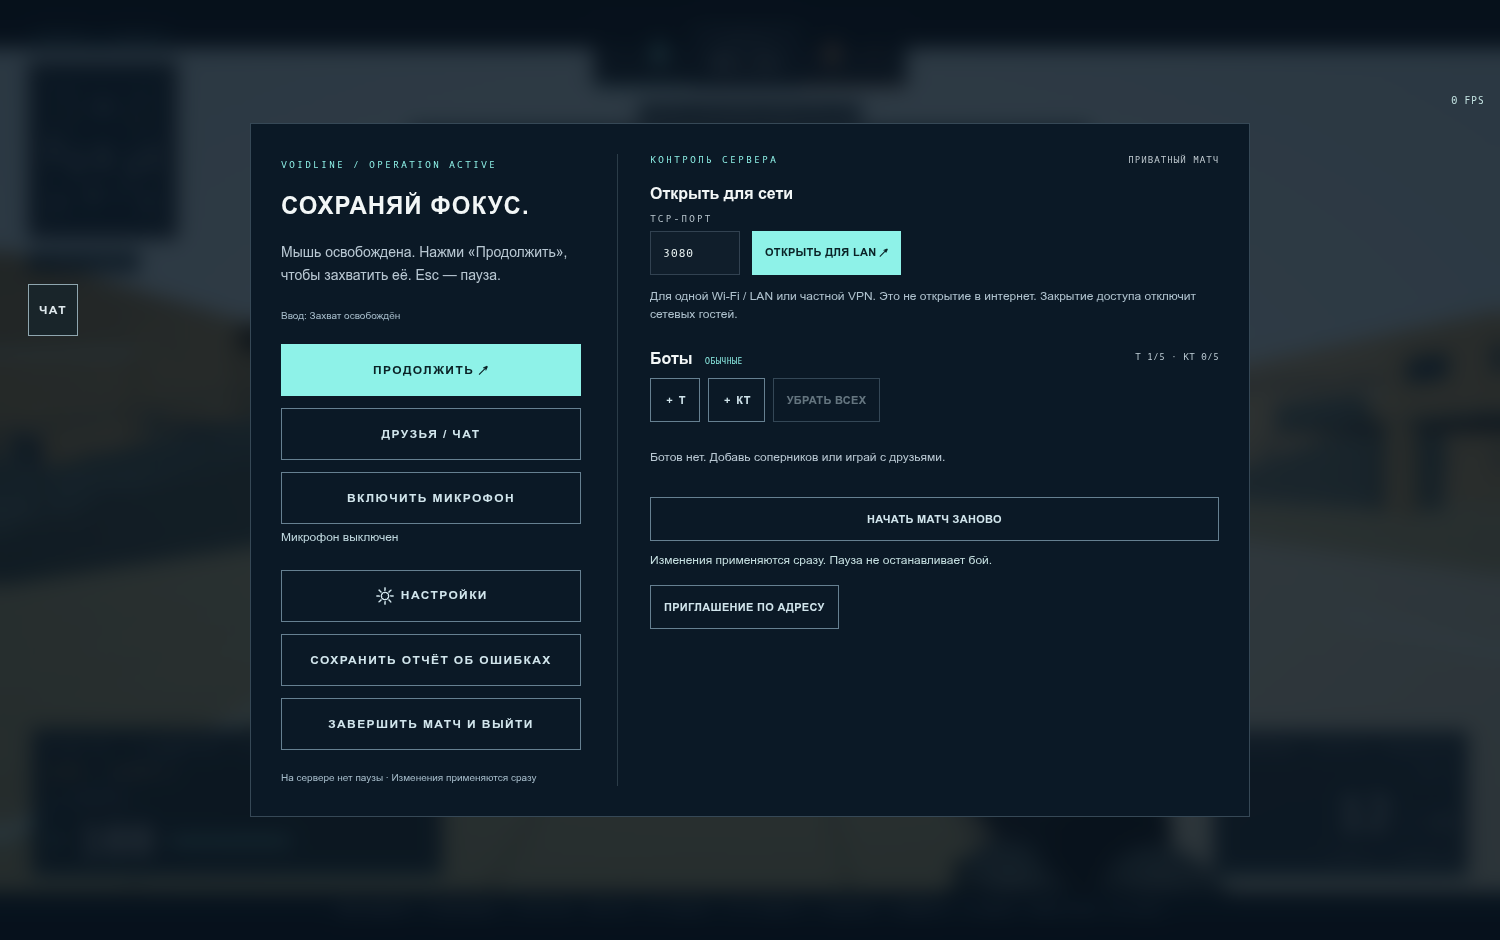 0 FPS
ЧАТ
VOIDLINE / OPERATION ACTIVE
СОХРАНЯЙ ФОКУС.
Мышь освобождена. Нажми «Продолжить»,
чтобы захватить её. Esc — пауза.
Ввод: Захват освобождён
ПРОДОЛЖИТЬ ↗
ДРУЗЬЯ / ЧАТ
ВКЛЮЧИТЬ МИКРОФОН
Микрофон выключен
НАСТРОЙКИ
СОХРАНИТЬ ОТЧЁТ ОБ ОШИБКАХ
ЗАВЕРШИТЬ МАТЧ И ВЫЙТИ
На сервере нет паузы · Изменения применяются сразу
КОНТРОЛЬ СЕРВЕРА
ПРИВАТНЫЙ МАТЧ
Открыть для сети
TCP-ПОРТ
3080
ОТКРЫТЬ ДЛЯ LAN ↗
Для одной Wi-Fi / LAN или частной VPN. Это не открытие в интернет. Закрытие доступа отключит
сетевых гостей.
Боты ОБЫЧНЫЕ
T 1/5 · КТ 0/5
+ T
+ КТ
УБРАТЬ ВСЕХ
Ботов нет. Добавь соперников или играй с друзьями.
НАЧАТЬ МАТЧ ЗАНОВО
Изменения применяются сразу. Пауза не останавливает бой.
ПРИГЛАШЕНИЕ ПО АДРЕСУ